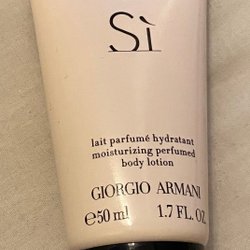 Sì
lait parfumé hydratant
moisturizing perfumed
body lotion
GIORGIO ARMANI
℮50 ml 1.7 FL. OZ.